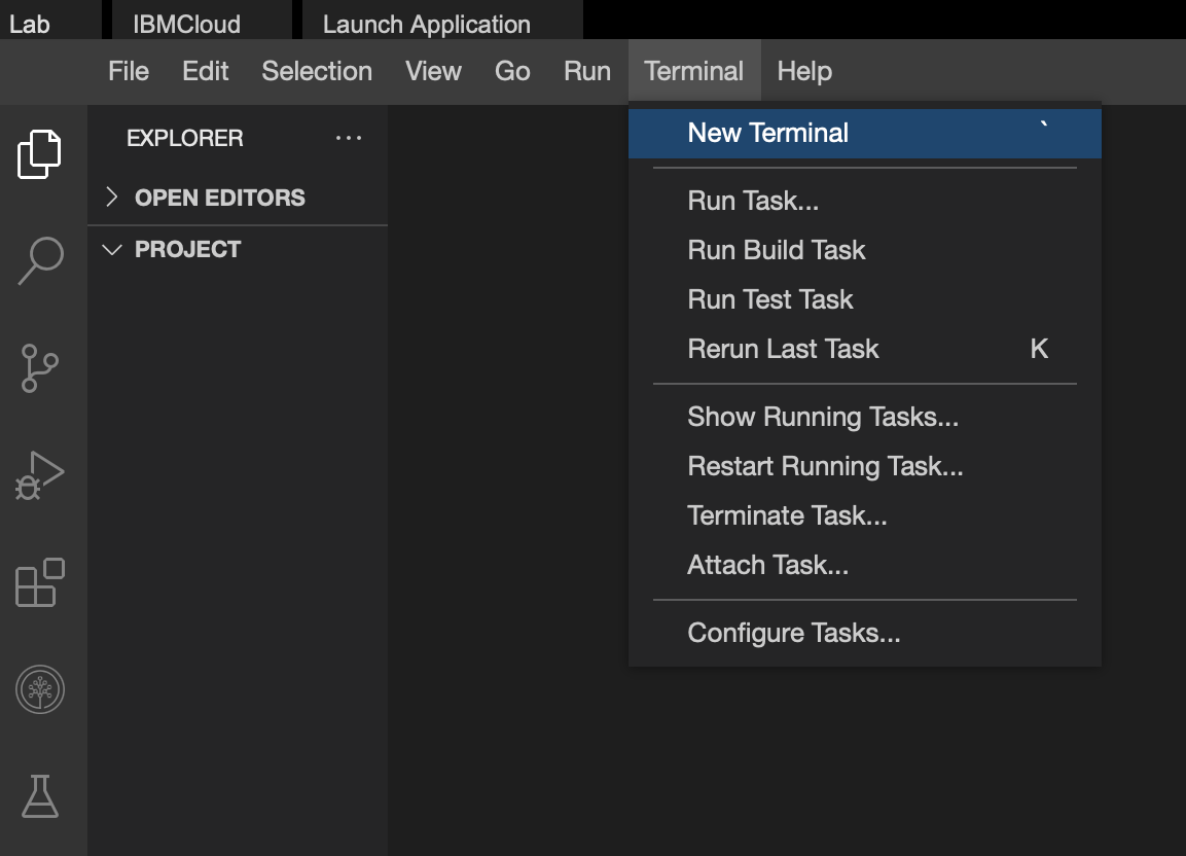 Lab IBMCloud Launch Application
File Edit Selection View Go Run Terminal Help
EXPLORER ...
OPEN EDITORS
PROJECT
New Terminal `
Run Task...
Run Build Task
Run Test Task
Rerun Last Task K
Show Running Tasks...
Restart Running Task...
Terminate Task...
Attach Task...
Configure Tasks...